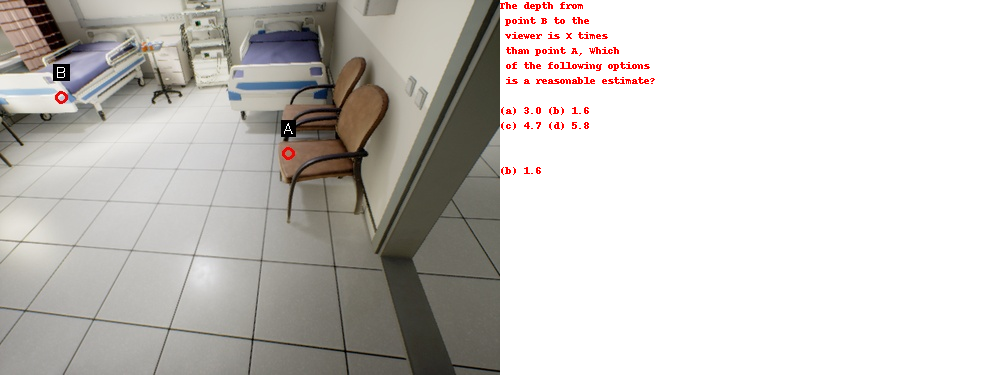 B
A
The depth from
point B to the
viewer is X times
than point A, Which
of the following options
is a reasonable estimate?
(a) 3.0 (b) 1.6
(c) 4.7 (d) 5.8
(b) 1.6